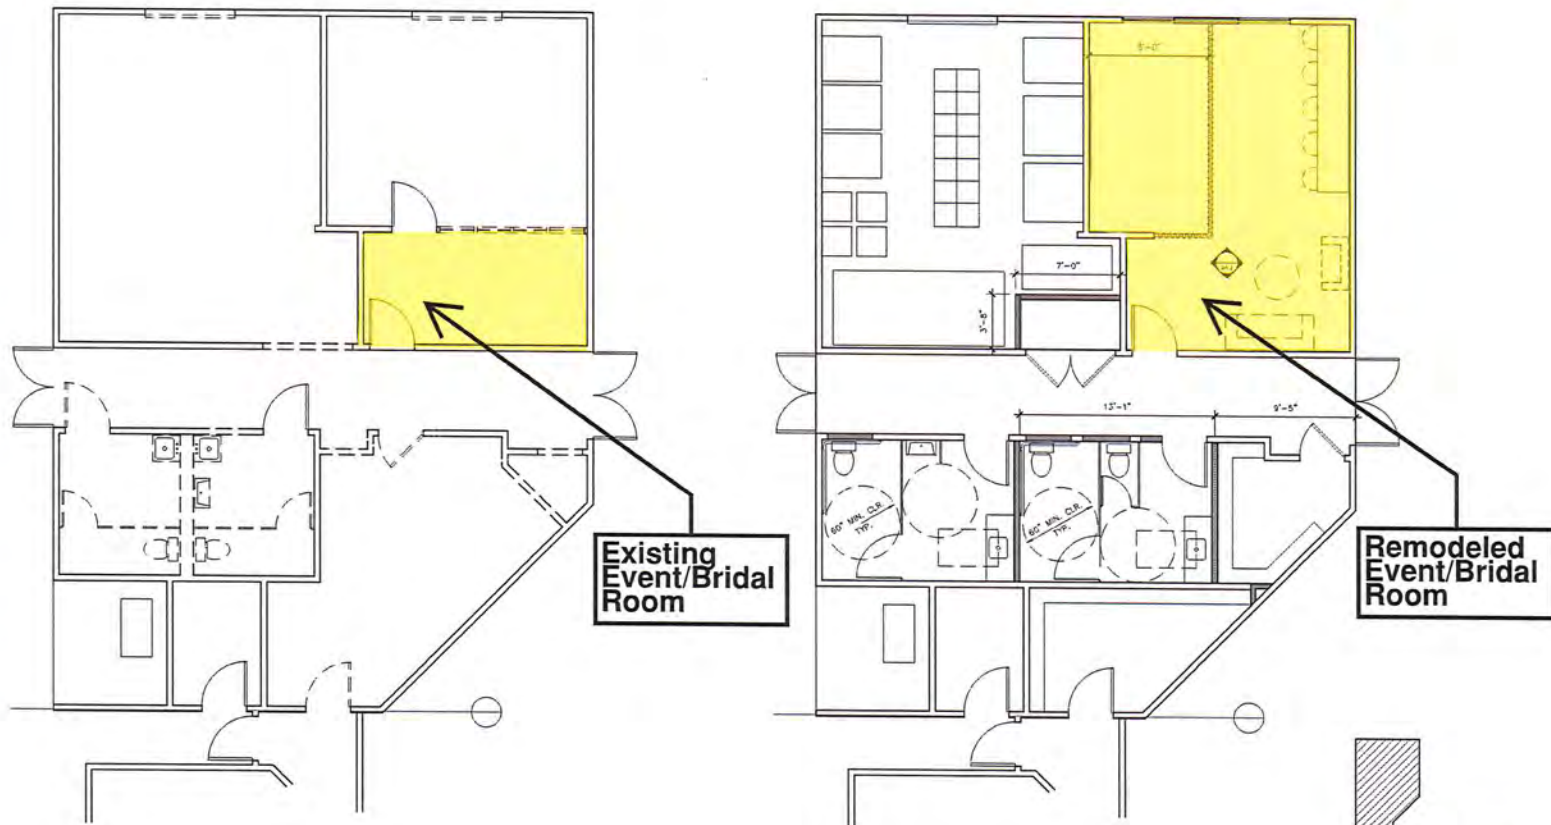 7'-0"
3'-8"
13'-1"
9'-5"
60" MIN. CLR.
TYP.
60" MIN. CLR.
TYP.
Existing
Event/Bridal
Room
Remodeled
Event/Bridal
Room